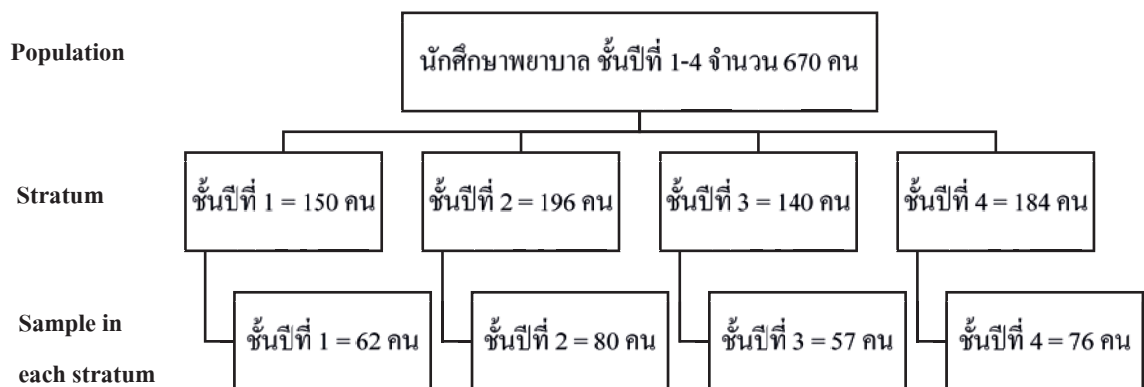 Population
นักศึกษาพยาบาล ชั้นปีที่ 1-4 จำนวน 670 คน
Stratum
ชั้นปีที่ 1 = 150 คน
ชั้นปีที่ 2 = 196 คน
ชั้นปีที่ 3 = 140 คน
ชั้นปีที่ 4 = 184 คน
Sample in
each stratum
ชั้นปีที่ 1 = 62 คน
ชั้นปีที่ 2 = 80 คน
ชั้นปีที่ 3 = 57 คน
ชั้นปีที่ 4 = 76 คน